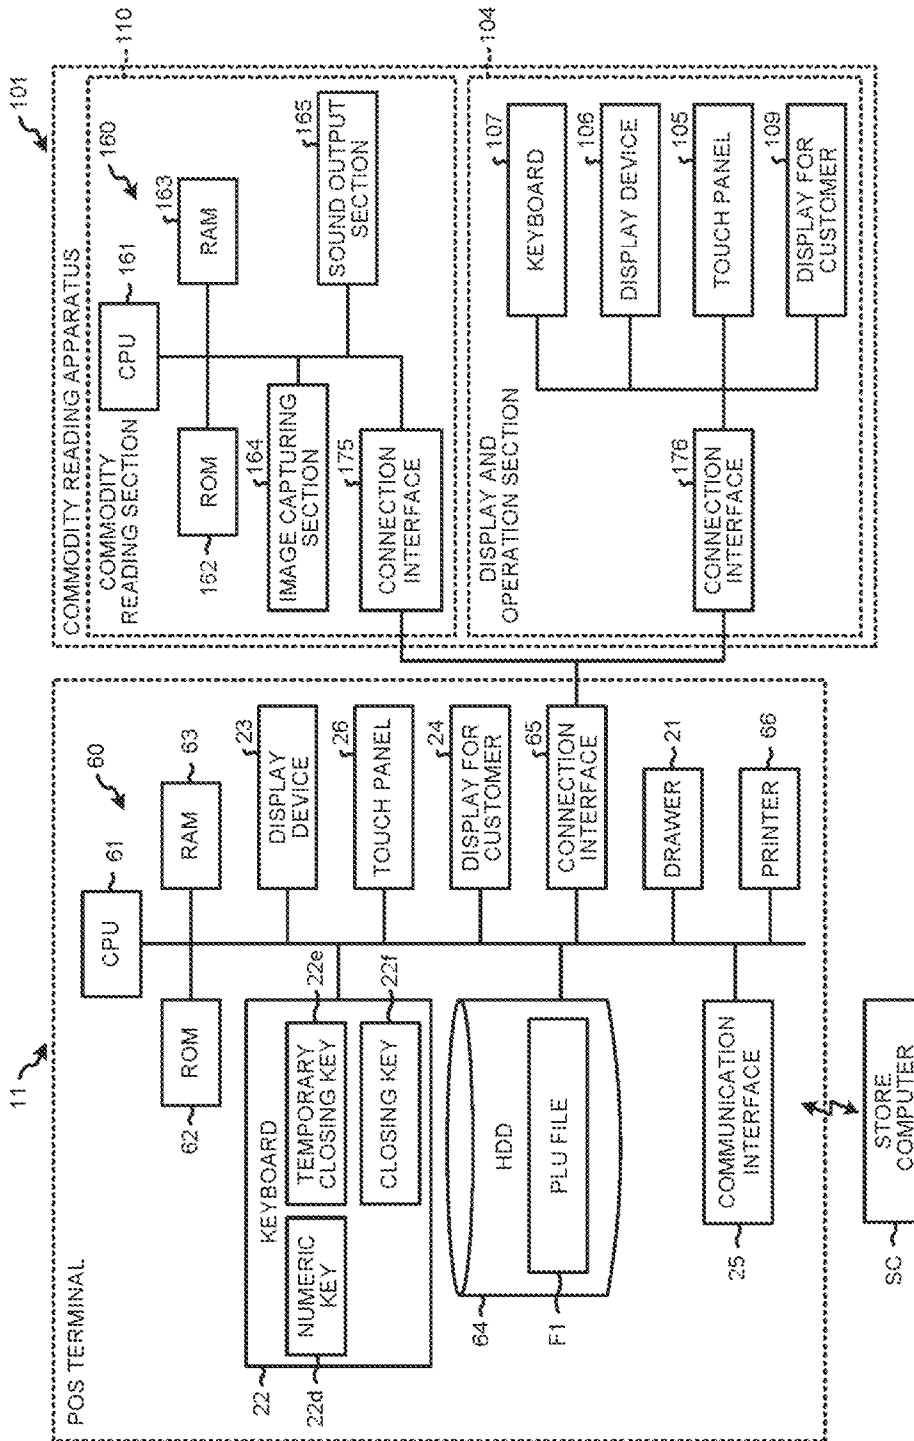 11
POS TERMINAL
60
CPU
61
ROM
62
RAM
63
KEYBOARD
22
NUMERIC
KEY
22d
TEMPORARY
CLOSING KEY
22e
CLOSING KEY
22f
DISPLAY
DEVICE
23
TOUCH PANEL
26
HDD
64
PLU FILE
F1
DISPLAY FOR
CUSTOMER
24
CONNECTION
INTERFACE
65
DRAWER
21
PRINTER
66
COMMUNICATION
INTERFACE
25
STORE
COMPUTER
SC
101
COMMODITY READING APPARATUS
110
COMMODITY
READING SECTION
160
CPU
161
ROM
162
RAM
163
IMAGE CAPTURING
SECTION
164
SOUND OUTPUT
SECTION
165
CONNECTION
INTERFACE
175
104
DISPLAY AND
OPERATION SECTION
KEYBOARD
107
DISPLAY DEVICE
106
TOUCH PANEL
105
DISPLAY FOR
CUSTOMER
109
CONNECTION
INTERFACE
176